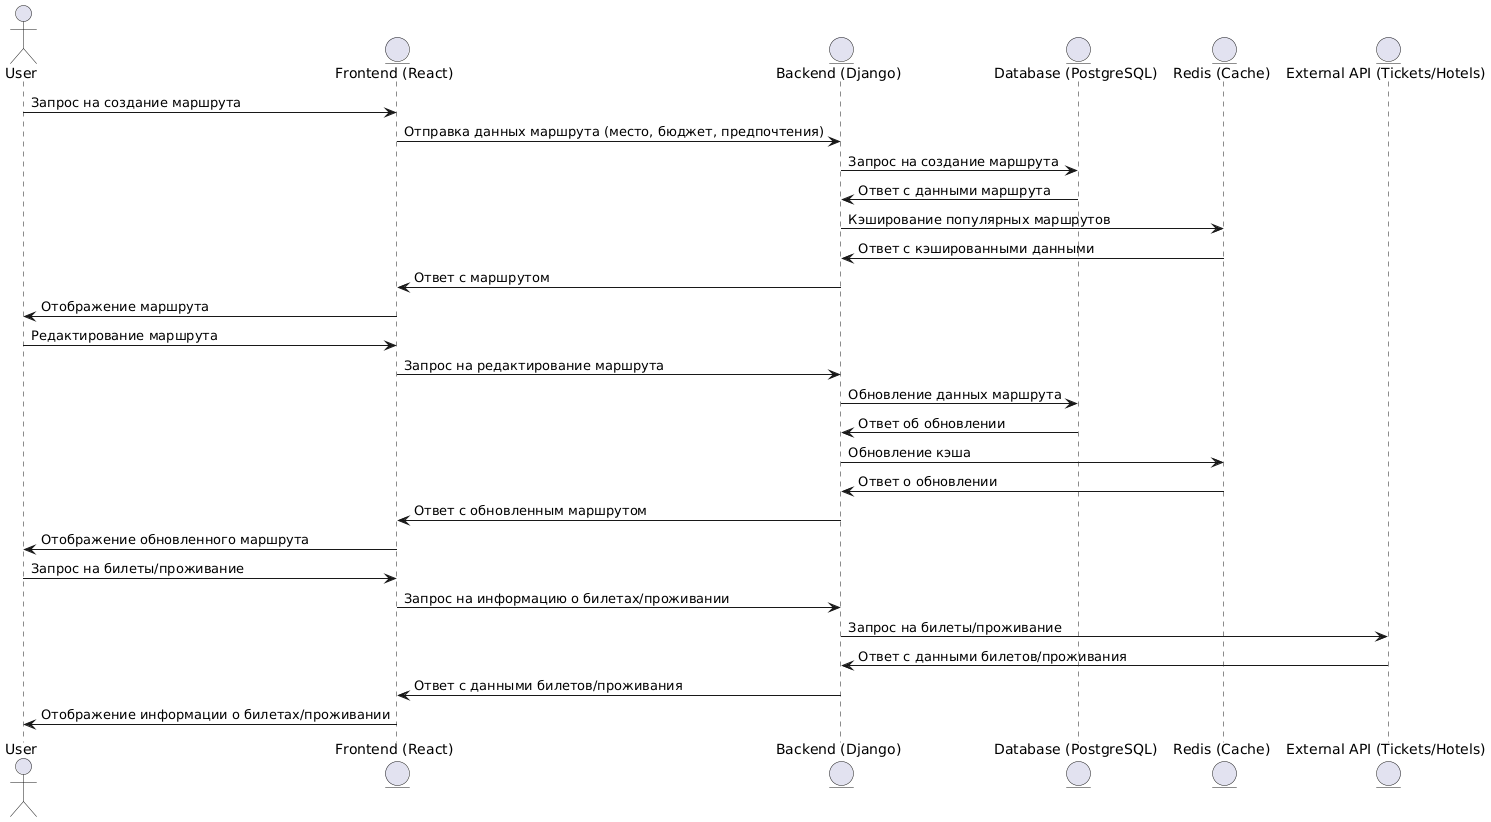 User
Frontend (React)
Backend (Django)
Database (PostgreSQL)
Redis (Cache)
External API (Tickets/Hotels)
Запрос на создание маршрута
Отправка данных маршрута (место, бюджет, предпочтения)
Запрос на создание маршрута
Ответ с данными маршрута
Кэширование популярных маршрутов
Ответ с кэшированными данными
Ответ с маршрутом
Отображение маршрута
Редактирование маршрута
Запрос на редактирование маршрута
Обновление данных маршрута
Ответ об обновлении
Обновление кэша
Ответ о обновлении
Ответ с обновленным маршрутом
Отображение обновленного маршрута
Запрос на билеты/проживание
Запрос на информацию о билетах/проживании
Запрос на билеты/проживание
Ответ с данными билетов/проживания
Ответ с данными билетов/проживания
Отображение информации о билетах/проживании
User
Frontend (React)
Backend (Django)
Database (PostgreSQL)
Redis (Cache)
External API (Tickets/Hotels)